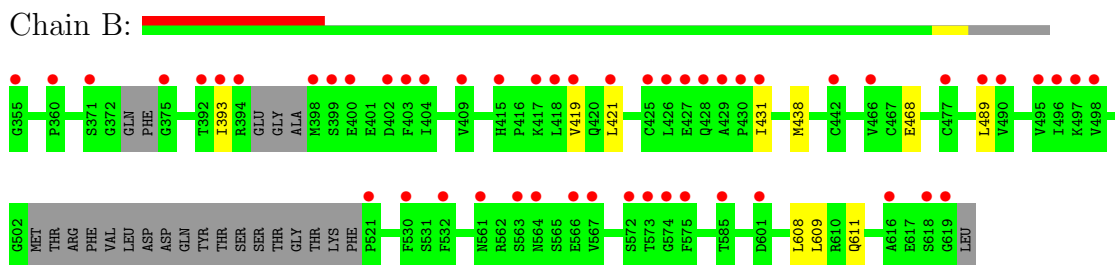 Chain B:
G355 P360 S371 G372 GLN PHE G375 T392 I393 R394 GLU GLY ALA M398 S399 E400 E401 D402 F403 I404 V409 H415 P416 K417 L418 V419 Q420 L421 C425 L426 E427 Q428 A429 P430 I431 M438 C442 V466 C467 E468 C477 L489 V490 V495 I496 K497 V498
G502 MET THR ARG PHE VAL LEU ASP ASP GLN TYR THR SER SER THR GLY THR LYS PHE P521 F530 S531 F532 N561 R562 S563 N564 S565 E566 V567 S572 T573 G574 F575 T585 D601 L608 L609 R610 Q611 A616 E617 S618 G619 LEU